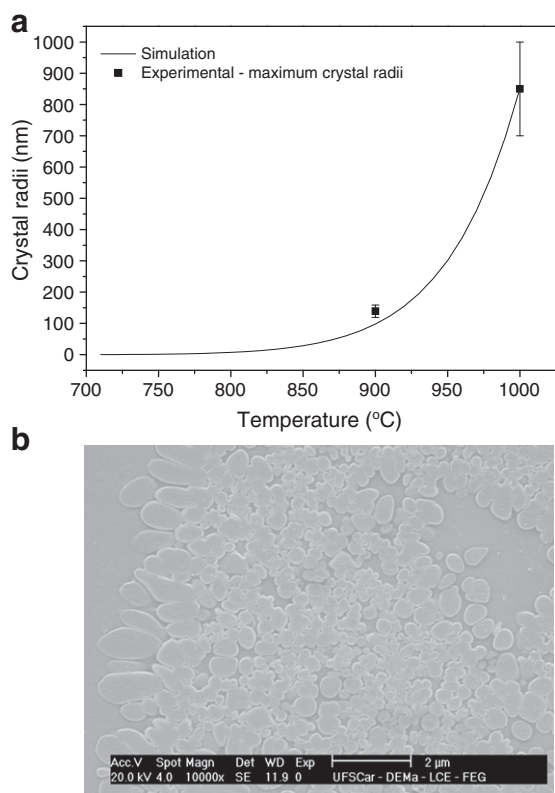 a
1000
900
800
700
600
500
400
300
200
100
0
Crystal radii (nm)
Simulation
Experimental - maximum crystal radii
700 750 800 850 900 950 1000
Temperature (ºC)
b
Acc.V Spot Magn Det WD Exp 2 µm
20.0 kV 4.0 10000x SE 11.9 0 UFSCar - DEMa - LCE - FEG